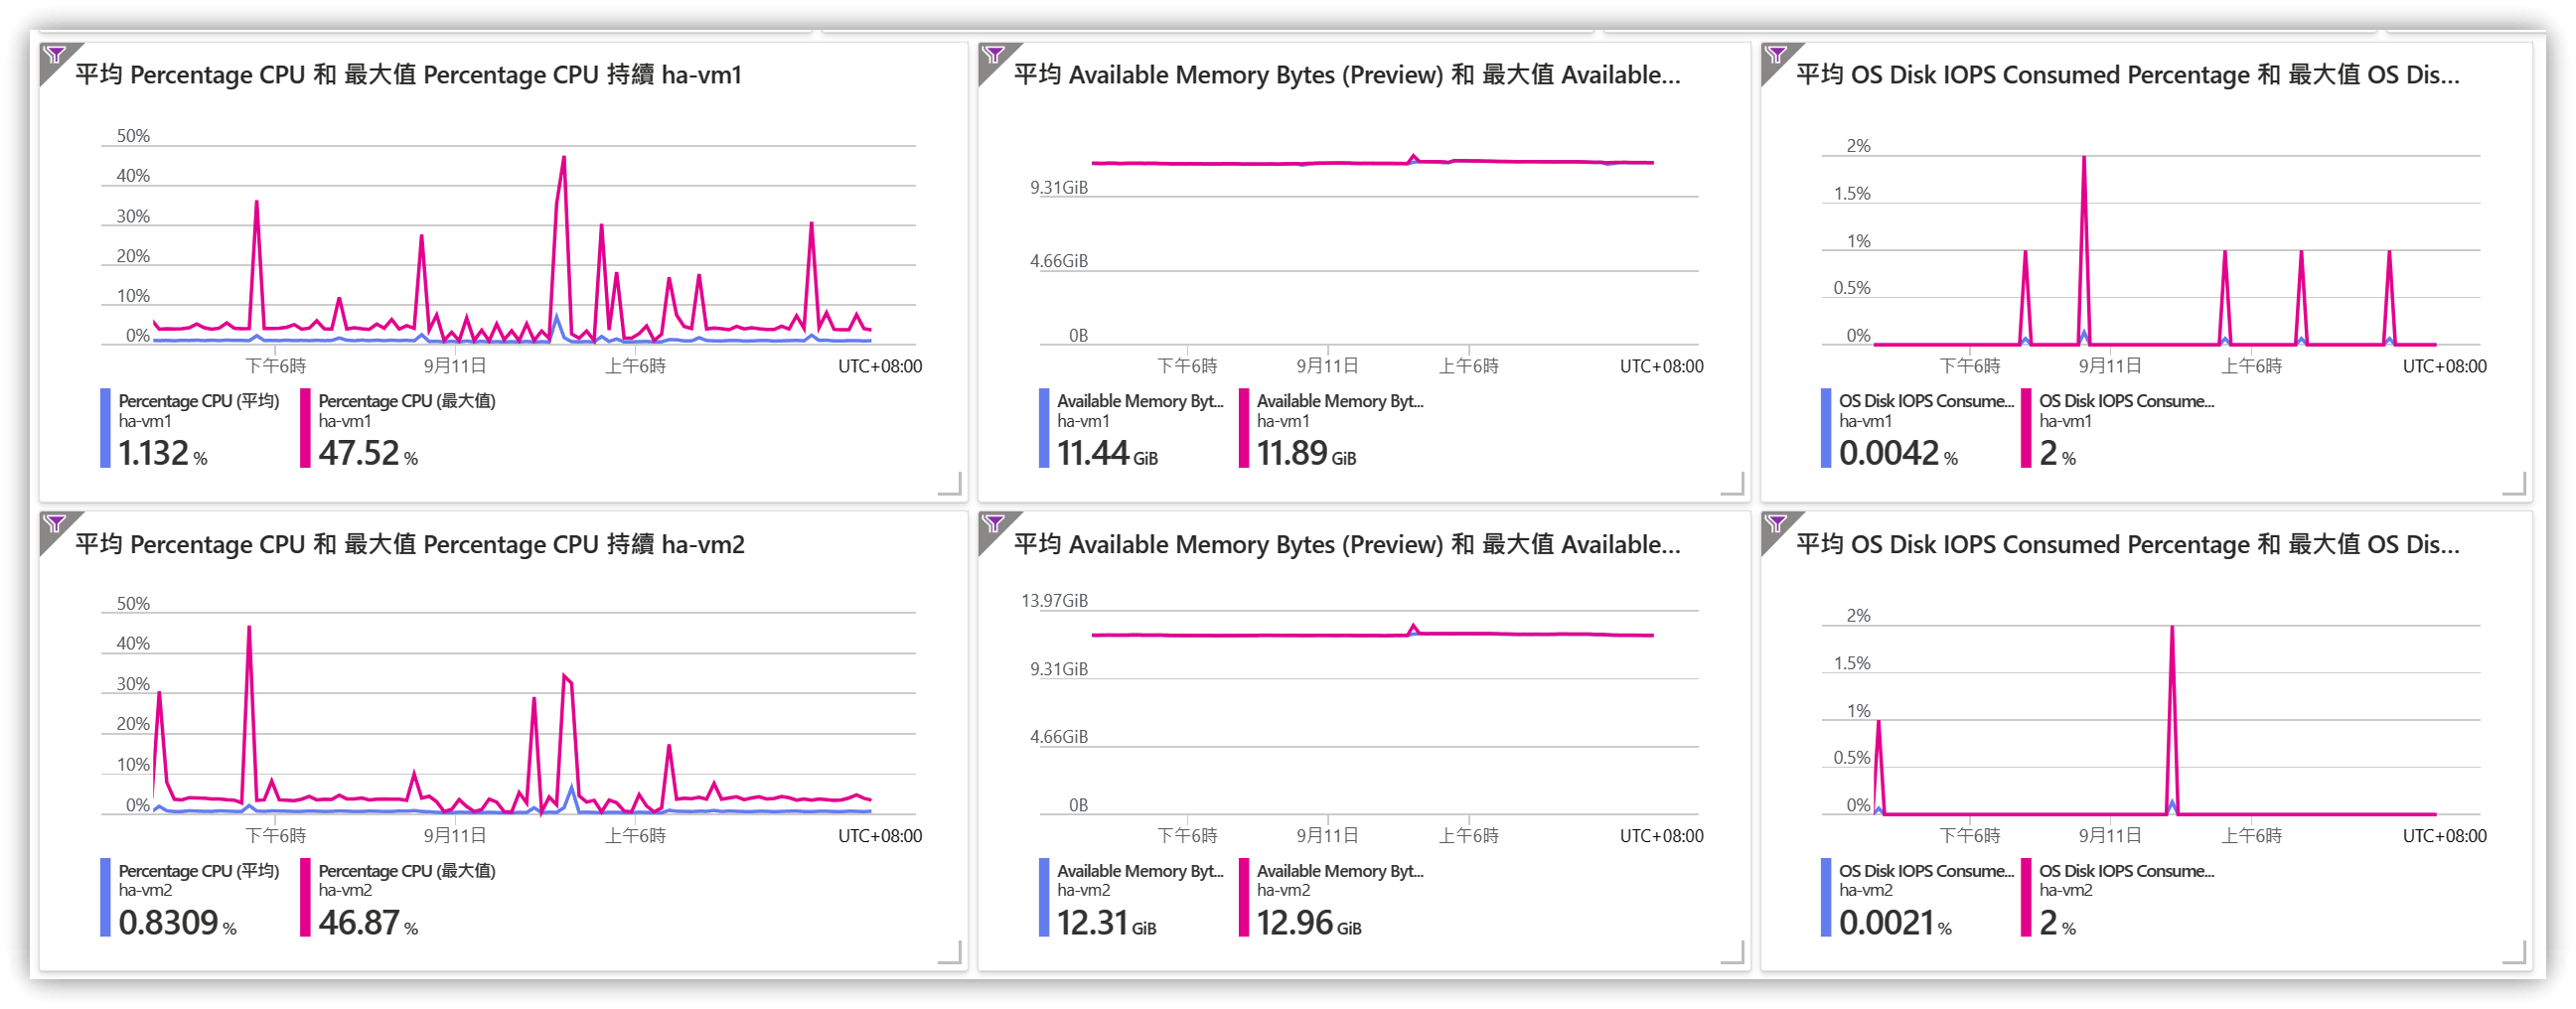 平均 Percentage CPU 和 最大值 Percentage CPU 持續 ha-vm1
50%
40%
30%
20%
10%
0%
下午6時
9月11日
上午6時
UTC+08:00
Percentage CPU (平均)
ha-vm1
1.132 %
Percentage CPU (最大值)
ha-vm1
47.52 %
平均 Available Memory Bytes (Preview) 和 最大值 Available...
9.31GiB
4.66GiB
0B
下午6時
9月11日
上午6時
UTC+08:00
Available Memory Byt...
ha-vm1
11.44 GiB
Available Memory Byt...
ha-vm1
11.89 GiB
平均 OS Disk IOPS Consumed Percentage 和 最大值 OS Dis...
2%
1.5%
1%
0.5%
0%
下午6時
9月11日
上午6時
UTC+08:00
OS Disk IOPS Consume...
ha-vm1
0.0042 %
OS Disk IOPS Consume...
ha-vm1
2 %
平均 Percentage CPU 和 最大值 Percentage CPU 持續 ha-vm2
50%
40%
30%
20%
10%
0%
下午6時
9月11日
上午6時
UTC+08:00
Percentage CPU (平均)
ha-vm2
0.8309 %
Percentage CPU (最大值)
ha-vm2
46.87 %
平均 Available Memory Bytes (Preview) 和 最大值 Available...
13.97GiB
9.31GiB
4.66GiB
0B
下午6時
9月11日
上午6時
UTC+08:00
Available Memory Byt...
ha-vm2
12.31 GiB
Available Memory Byt...
ha-vm2
12.96 GiB
平均 OS Disk IOPS Consumed Percentage 和 最大值 OS Dis...
2%
1.5%
1%
0.5%
0%
下午6時
9月11日
上午6時
UTC+08:00
OS Disk IOPS Consume...
ha-vm2
0.0021 %
OS Disk IOPS Consume...
ha-vm2
2 %